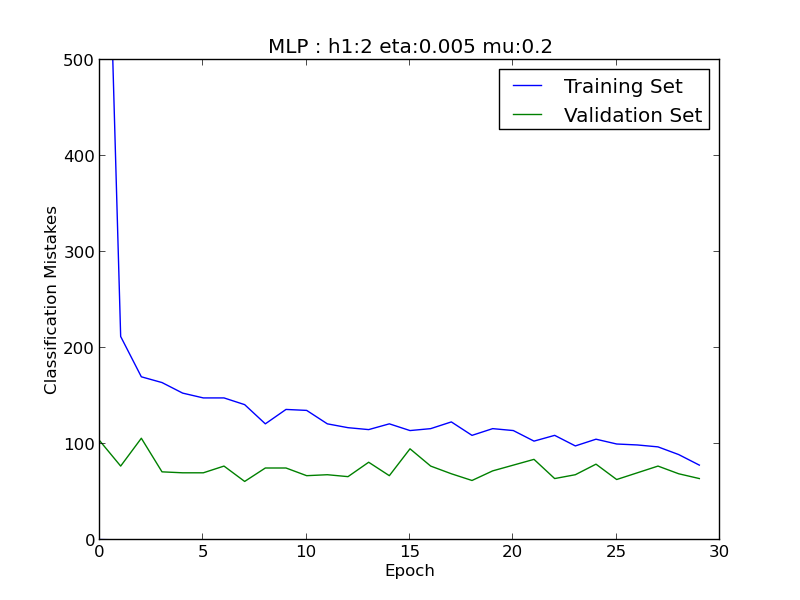 MLP : h1:2 eta:0.005 mu:0.2
Training Set
Validation Set
500
400
300
200
100
0
Classification Mistakes
0 5 10 15 20 25 30
Epoch